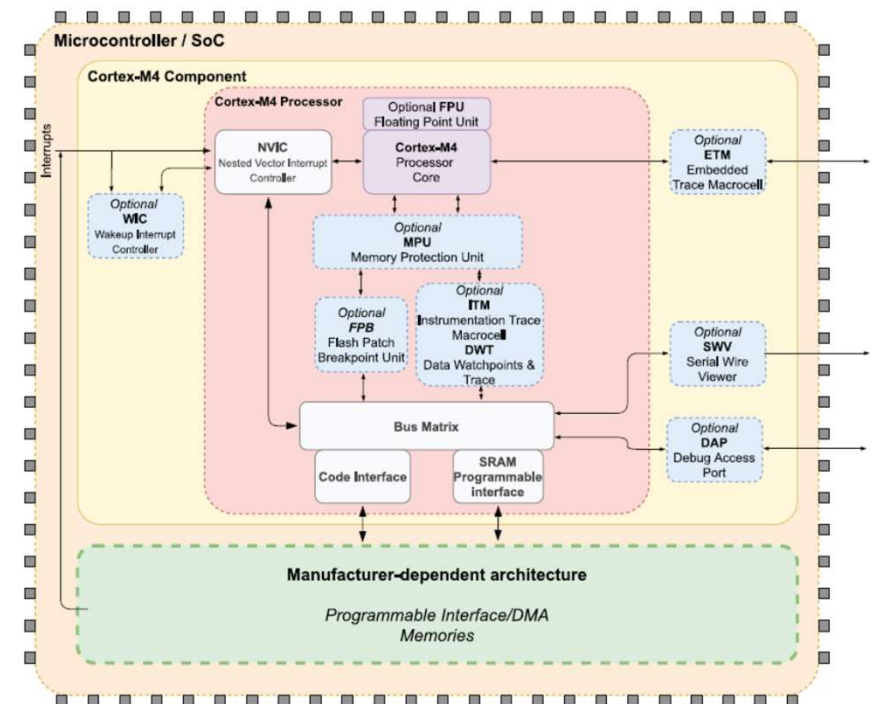 Microcontroller / SoC
Cortex-M4 Component
Cortex-M4 Processor
Optional FPU
Floating Point Unit
Interrupts
NVIC
Nested Vector Interrupt
Controller
Cortex-M4
Processor
Core
Optional
ETM
Embedded
Trace Macrocell
Optional
WIC
Wakeup Interrupt
Controller
Optional
MPU
Memory Protection Unit
Optional
FPB
Flash Patch
Breakpoint Unit
Optional
ITM
Instrumentation Trace
Macrocell
DWT
Data Watchpoints &
Trace
Optional
SWV
Serial Wire
Viewer
Bus Matrix
Optional
DAP
Debug Access
Port
Code Interface
SRAM
Programmable
interface
Manufacturer-dependent architecture
Programmable Interface/DMA
Memories